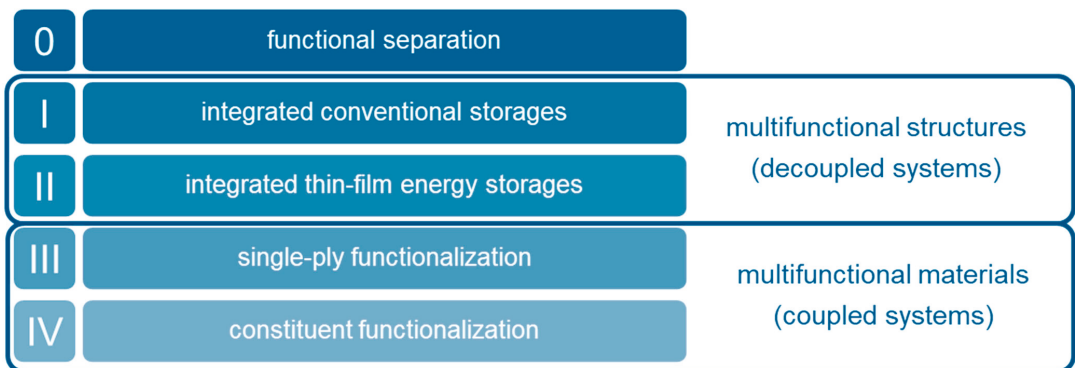 0 functional separation
I integrated conventional storages
II integrated thin-film energy storages
multifunctional structures
(decoupled systems)
III single-ply functionalization
IV constituent functionalization
multifunctional materials
(coupled systems)